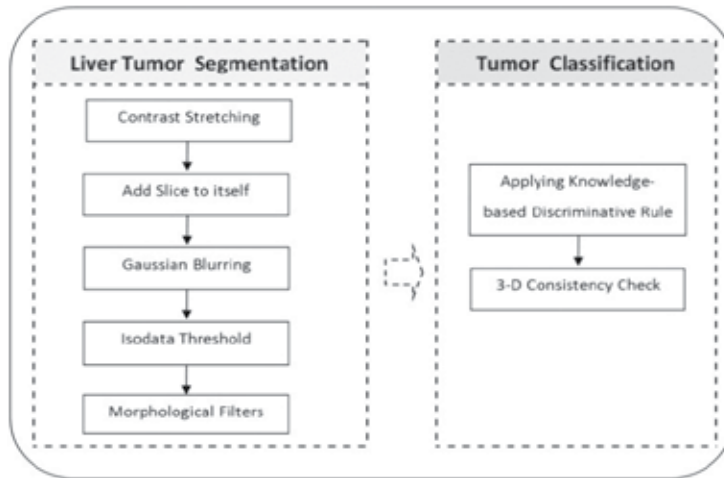 Liver Tumor Segmentation
Contrast Stretching
Add Slice to itself
Gaussian Blurring
Isodata Threshold
Morphological Filters
Tumor Classification
Applying Knowledge-
based Discriminative Rule
3-D Consistency Check